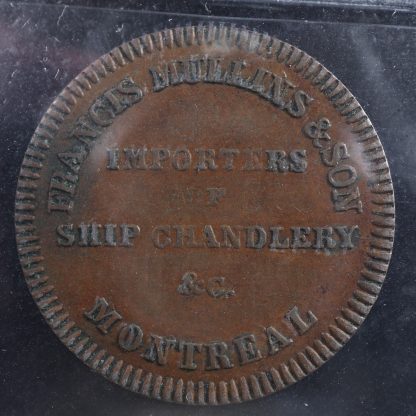 FRANCIS MULLINS & SON
IMPORTERS
OF
SHIP CHANDLERY
&c.
MONTREAL